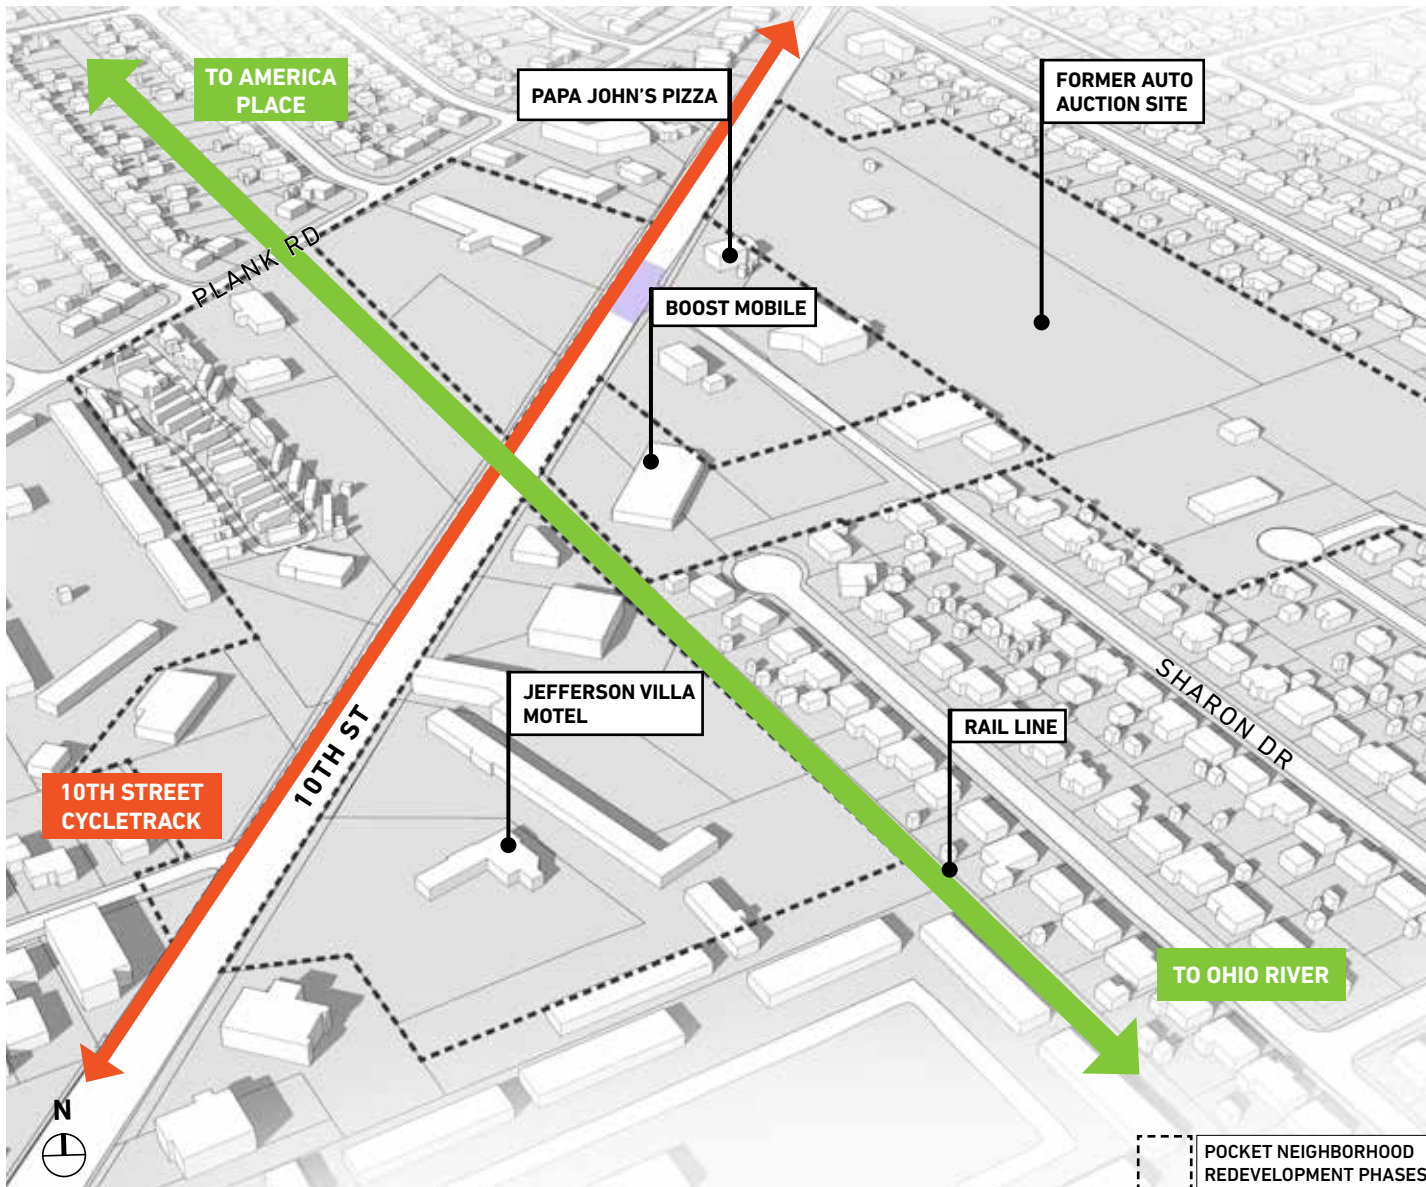 TO AMERICA
PLACE
PAPA JOHN'S PIZZA
FORMER AUTO
AUCTION SITE
PLANK RD
BOOST MOBILE
JEFFERSON VILLA
MOTEL
10TH ST
SHARON DR
RAIL LINE
10TH STREET
CYCLETRACK
TO OHIO RIVER
N
POCKET NEIGHBORHOOD
REDEVELOPMENT PHASES